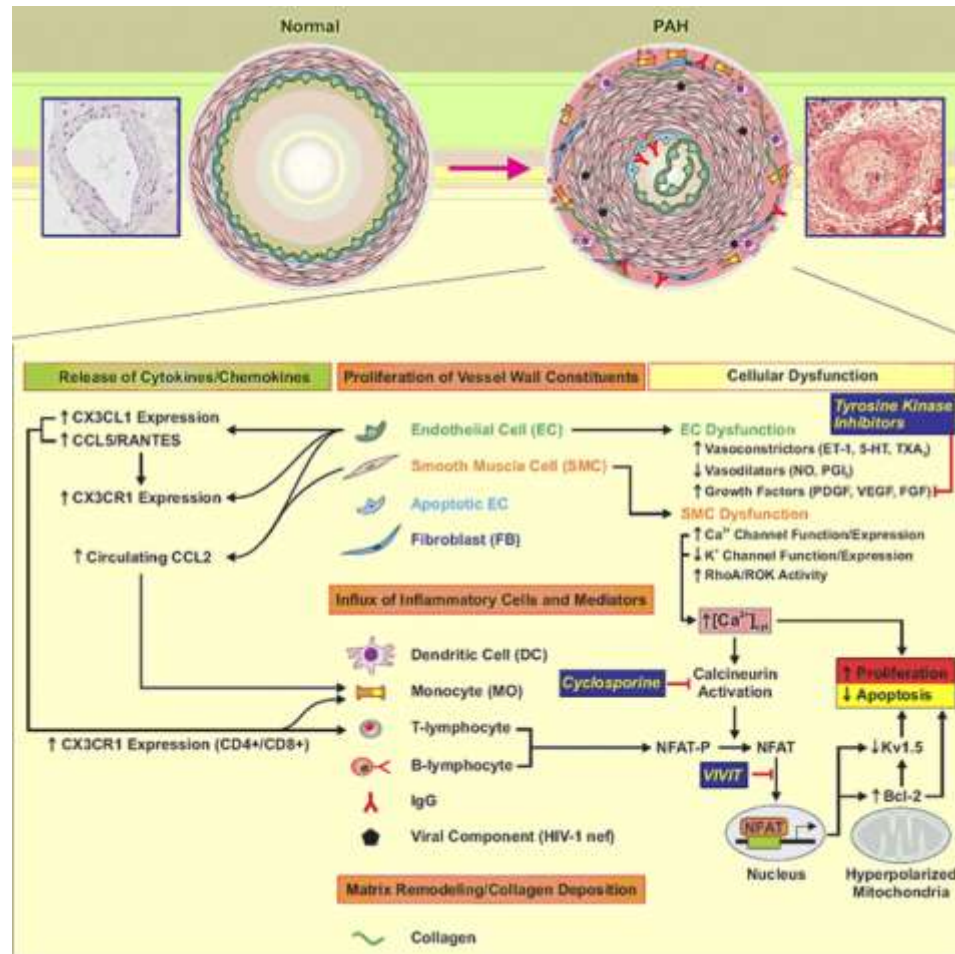 Normal
PAH
Release of Cytokines/Chemokines
↑ CX3CL1 Expression
↑ CCL5/RANTES
↑ CX3CR1 Expression
↑ Circulating CCL2
↑ CX3CR1 Expression (CD4+/CD8+)
Proliferation of Vessel Wall Constituents
Endothelial Cell (EC)
Smooth Muscle Cell (SMC)
Apoptotic EC
Fibroblast (FB)
Influx of Inflammatory Cells and Mediators
Dendritic Cell (DC)
Monocyte (MO)
T-lymphocyte
B-lymphocyte
IgG
Viral Component (HIV-1 nef)
Matrix Remodeling/Collagen Deposition
Collagen
Cellular Dysfunction
Tyrosine Kinase
Inhibitors
EC Dysfunction
↑ Vasoconstrictors (ET-1, 5-HT, TXA₂)
↓ Vasodilators (NO, PGI₂)
↑ Growth Factors (PDGF, VEGF, FGF)
SMC Dysfunction
↑ Ca²⁺ Channel Function/Expression
↓ K⁺ Channel Function/Expression
↑ RhoA/ROK Activity
↑[Ca²⁺]
Cyclosporine
Calcineurin
Activation
↑ Proliferation
↓ Apoptosis
NFAT-P
NFAT
VIVIT
↓Kv1.5
↑ Bcl-2
NFAT
Nucleus
Hyperpolarized
Mitochondria